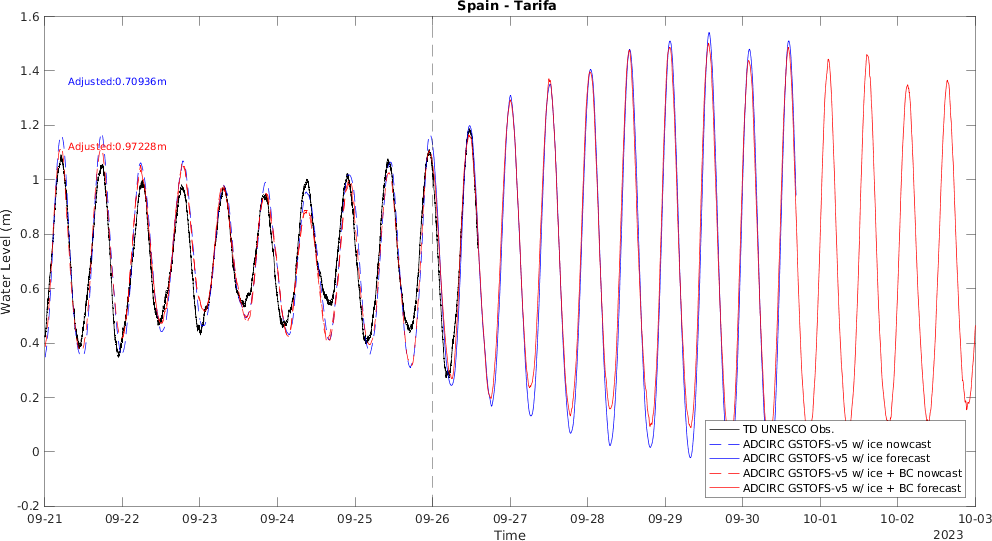 Spain - Tarifa
1.6
1.4
1.2
1
0.8
0.6
0.4
0.2
0
-0.2
Water Level (m)
Adjusted:0.70936m
Adjusted:0.97228m
TD UNESCO Obs.
ADCIRC GSTOFS-v5 w/ ice nowcast
ADCIRC GSTOFS-v5 w/ ice forecast
ADCIRC GSTOFS-v5 w/ ice + BC nowcast
ADCIRC GSTOFS-v5 w/ ice + BC forecast
09-21 09-22 09-23 09-24 09-25 09-26 09-27 09-28 09-29 09-30 10-01 10-02 10-03
Time
2023